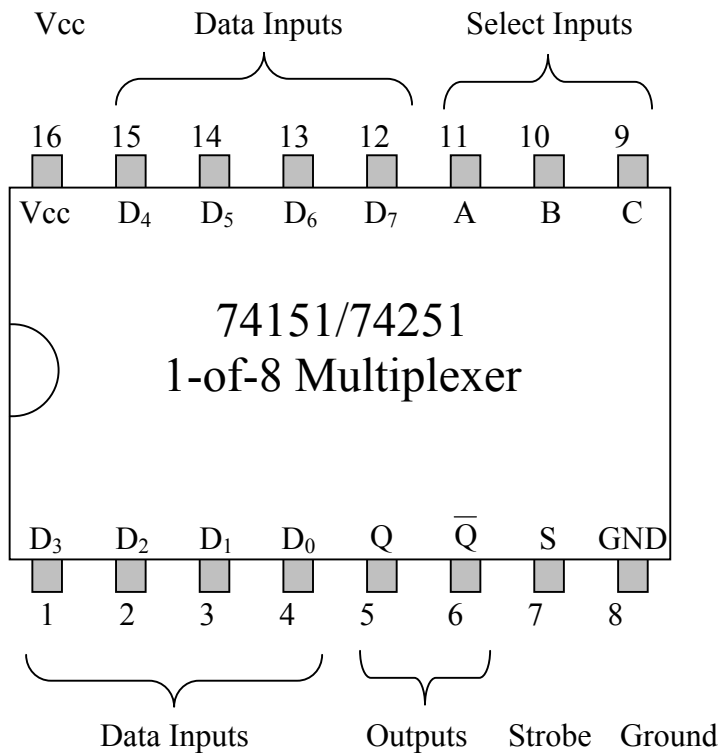 Vcc Data Inputs Select Inputs
16 15 14 13 12 11 10 9
Vcc D₄ D₅ D₆ D₇ A B C
74151/74251
1-of-8 Multiplexer
D₃ D₂ D₁ D₀ Q Q̅ S GND
1 2 3 4 5 6 7 8
Data Inputs Outputs Strobe Ground